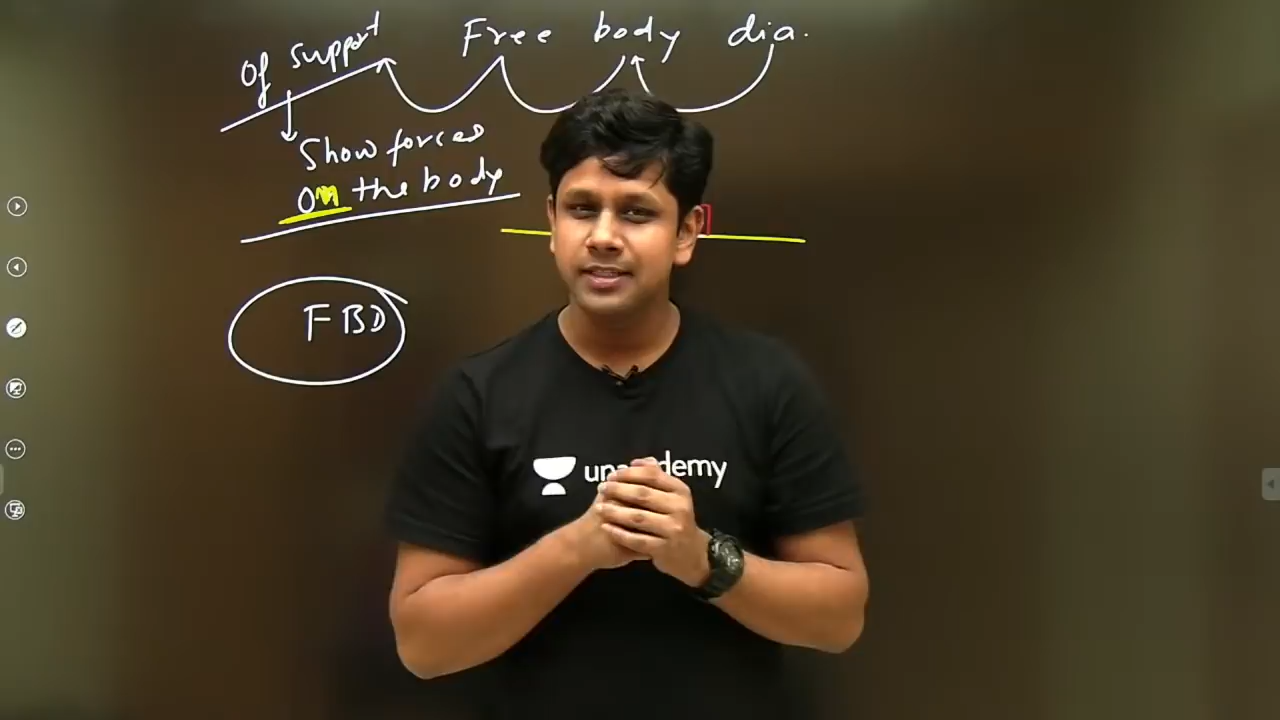 Free body dia.
Of support
Show forces
on the body
FBD
unacademy